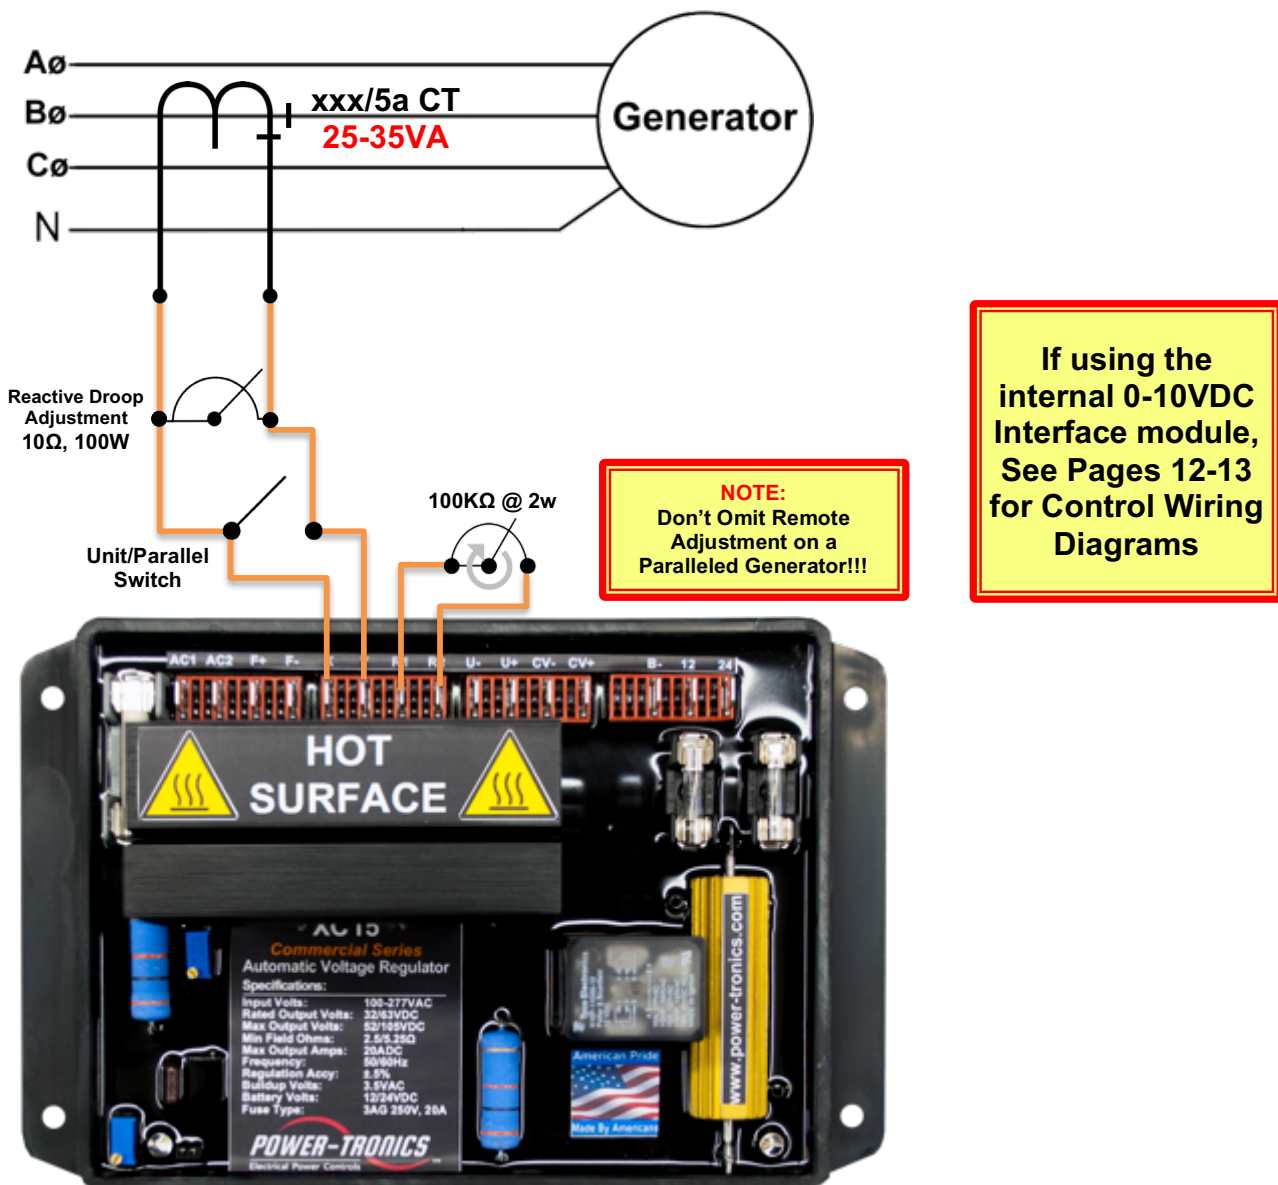 Aø
Bø
Cø
N
xxx/5a CT
25-35VA
Generator
Reactive Droop
Adjustment
10Ω, 100W
Unit/Parallel
Switch
100KΩ @ 2w
NOTE:
Don't Omit Remote
Adjustment on a
Paralleled Generator!!!
If using the
internal 0-10VDC
Interface module,
See Pages 12-13
for Control Wiring
Diagrams
AC1 AC2 F+ F- U- U+ CV- CV+ B- 12 24
HOT
SURFACE
XC15
Commercial Series
Automatic Voltage Regulator
Specifications:
Input Volts: 100-277VAC
Rated Output Volts: 32/63VDC
Max Output Volts: 52/105VDC
Min Field Ohms: 2.5/5.25Ω
Max Output Amps: 20ADC
Frequency: 50/60Hz
Regulation Accy: ±.5%
Buildup Volts: 3.5VAC
Battery Volts: 12/24VDC
Fuse Type: 3AG 250V, 20A
POWER-TRONICS
Electrical Power Controls
American Pride
Made By Americans
www.power-tronics.com